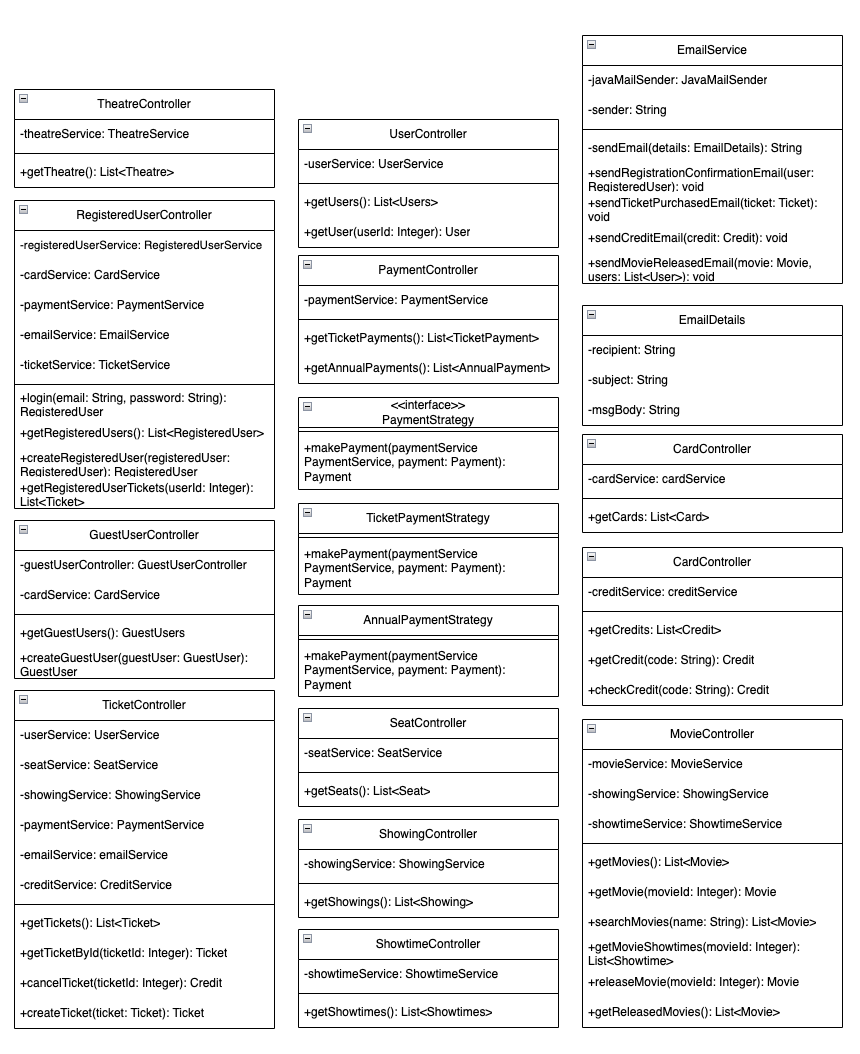 TheatreController
-theatreService: TheatreService
+getTheatre(): List<Theatre>
RegisteredUserController
-registeredUserService: RegisteredUserService
-cardService: CardService
-paymentService: PaymentService
-emailService: EmailService
-ticketService: TicketService
+login(email: String, password: String):
RegisteredUser
+getRegisteredUsers(): List<RegisteredUser>
+createRegisteredUser(registeredUser:
RegisteredUser): RegisteredUser
+getRegisteredUserTickets(userId: Integer):
List<Ticket>
GuestUserController
-guestUserController: GuestUserController
-cardService: CardService
+getGuestUsers(): GuestUsers
+createGuestUser(guestUser: GuestUser):
GuestUser
TicketController
-userService: UserService
-seatService: SeatService
-showingService: ShowingService
-paymentService: PaymentService
-emailService: emailService
-creditService: CreditService
+getTickets(): List<Ticket>
+getTicketById(ticketId: Integer): Ticket
+cancelTicket(ticketId: Integer): Credit
+createTicket(ticket: Ticket): Ticket
UserController
-userService: UserService
+getUsers(): List<Users>
+getUser(userId: Integer): User
PaymentController
-paymentService: PaymentService
+getTicketPayments(): List<TicketPayment>
+getAnnualPayments(): List<AnnualPayment>
<<interface>>
PaymentStrategy
+makePayment(paymentService
PaymentService, payment: Payment):
Payment
TicketPaymentStrategy
+makePayment(paymentService
PaymentService, payment: Payment):
Payment
AnnualPaymentStrategy
+makePayment(paymentService
PaymentService, payment: Payment):
Payment
SeatController
-seatService: SeatService
+getSeats(): List<Seat>
ShowingController
-showingService: ShowingService
+getShowings(): List<Showing>
ShowtimeController
-showtimeService: ShowtimeService
+getShowtimes(): List<Showtimes>
EmailService
-javaMailSender: JavaMailSender
-sender: String
-sendEmail(details: EmailDetails): String
+sendRegistrationConfirmationEmail(user:
RegisteredUser): void
+sendTicketPurchasedEmail(ticket: Ticket):
void
+sendCreditEmail(credit: Credit): void
+sendMovieReleasedEmail(movie: Movie,
users: List<User>): void
EmailDetails
-recipient: String
-subject: String
-msgBody: String
CardController
-cardService: cardService
+getCards: List<Card>
CardController
-creditService: creditService
+getCredits: List<Credit>
+getCredit(code: String): Credit
+checkCredit(code: String): Credit
MovieController
-movieService: MovieService
-showingService: ShowingService
-showtimeService: ShowtimeService
+getMovies(): List<Movie>
+getMovie(movieId: Integer): Movie
+searchMovies(name: String): List<Movie>
+getMovieShowtimes(movieId: Integer):
List<Showtime>
+releaseMovie(movieId: Integer): Movie
+getReleasedMovies(): List<Movie>